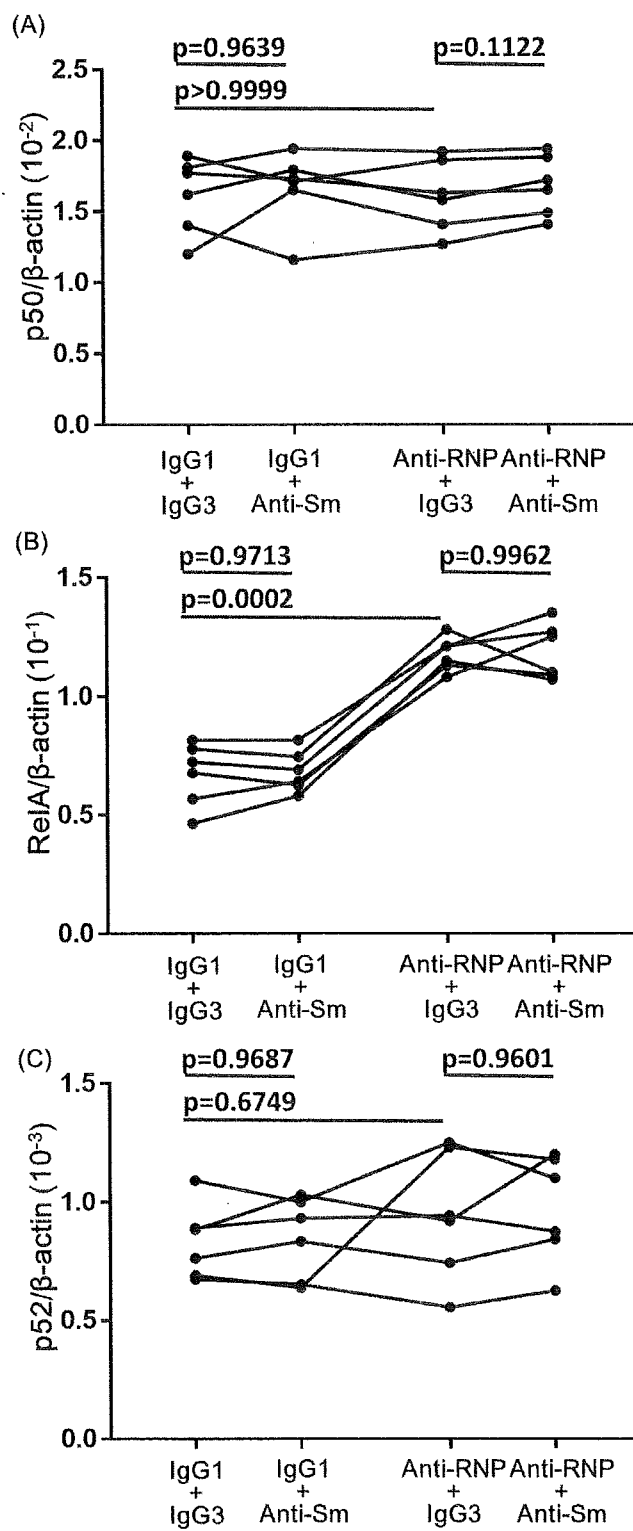 (A)
p=0.9639 p=0.1122
p>0.9999
p50/β-actin (10⁻²)
2.5
2.0
1.5
1.0
0.5
0.0
IgG1 IgG1 Anti-RNP Anti-RNP
+ + + +
IgG3 Anti-Sm IgG3 Anti-Sm
(B)
p=0.9713 p=0.9962
p=0.0002
RelA/β-actin (10⁻¹)
1.5
1.0
0.5
0.0
IgG1 IgG1 Anti-RNP Anti-RNP
+ + + +
IgG3 Anti-Sm IgG3 Anti-Sm
(C)
p=0.9687 p=0.9601
p=0.6749
p52/β-actin (10⁻³)
1.5
1.0
0.5
0.0
IgG1 IgG1 Anti-RNP Anti-RNP
+ + + +
IgG3 Anti-Sm IgG3 Anti-Sm